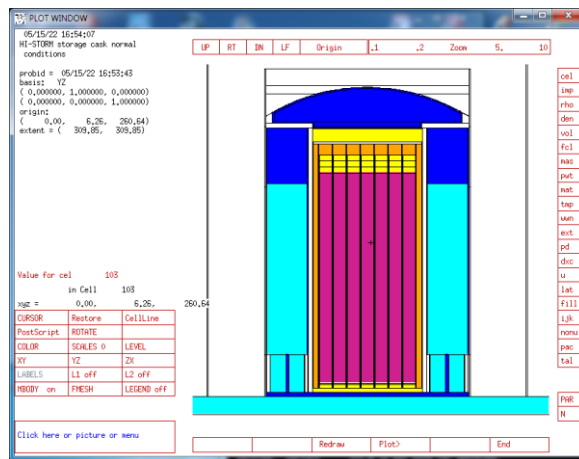 PLOT WINDOW
05/15/22 16:54:07
HI-STORM storage cask normal
conditions
probid = 05/15/22 16:53:43
basis: YZ
( 0.000000, 1.000000, 0.000000)
( 0.000000, 0.000000, 1.000000)
origin:
( 0.00, 6.26, 260.64)
extent = ( 309.85, 309.85)
UP RT DN LF Origin .1 .2 Zoom 5. 10
cel
imp
rho
den
vol
fcl
mas
pwt
mat
tmp
wwn
ext
pd
dxc
u
lat
fill
ijk
nonu
pac
tal
PAR
N
Value for cel 103
in Cell 103
xyz = 0.00, 6.26, 260.64
CURSOR Restore CellLine
PostScript ROTATE
COLOR SCALES 0 LEVEL
XY YZ ZX
LABELS L1 off L2 off
MBODY on FMESH LEGEND off
Click here or picture or menu
Redraw Plot> End